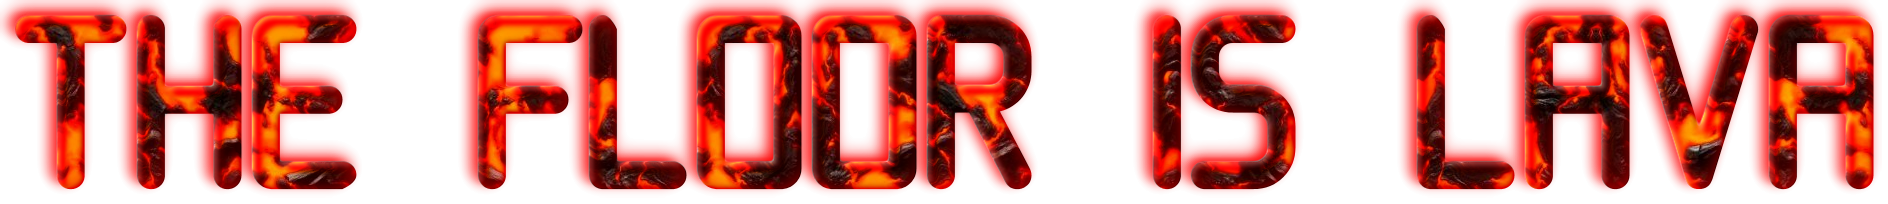 THE FLOOR IS LAVA